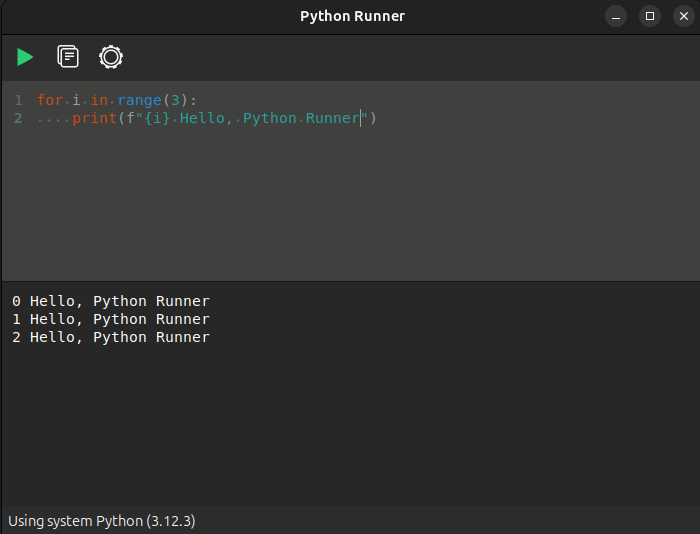 Python Runner
1 for i in range(3):
2     print(f"{i} Hello, Python Runner")
0 Hello, Python Runner
1 Hello, Python Runner
2 Hello, Python Runner
Using system Python (3.12.3)